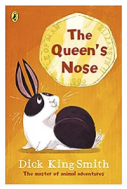 The
Queen's
Nose
Dick King Smith
The master of animal adventures